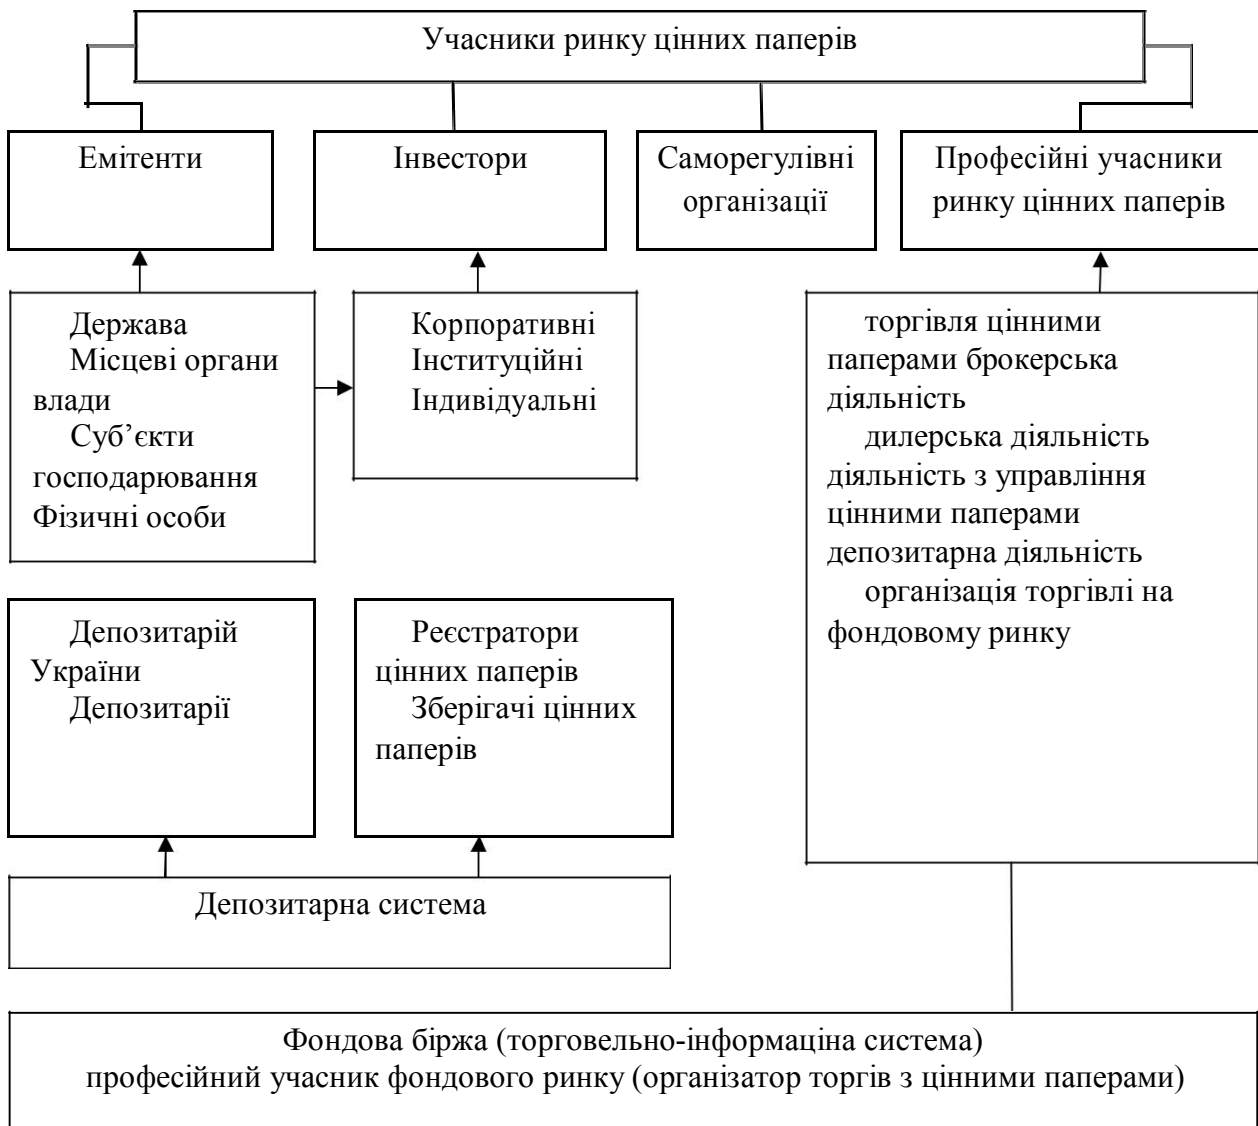 Учасники ринку цінних паперів
Емітенти
Інвестори
Саморегулівні
організації
Професійні учасники
ринку цінних паперів
Держава
Місцеві органи
влади
Суб’єкти
господарювання
Фізичні особи
Корпоративні
Інституційні
Індивідуальні
торгівля цінними
паперами брокерська
діяльність
дилерська діяльність
діяльність з управління
цінними паперами
депозитарна діяльність
організація торгівлі на
фондовому ринку
Депозитарій
України
Депозитарії
Реєстратори
цінних паперів
Зберігачі цінних
паперів
Депозитарна система
Фондова біржа (торговельно-інформаціна система)
професійний учасник фондового ринку (організатор торгів з цінними паперами)